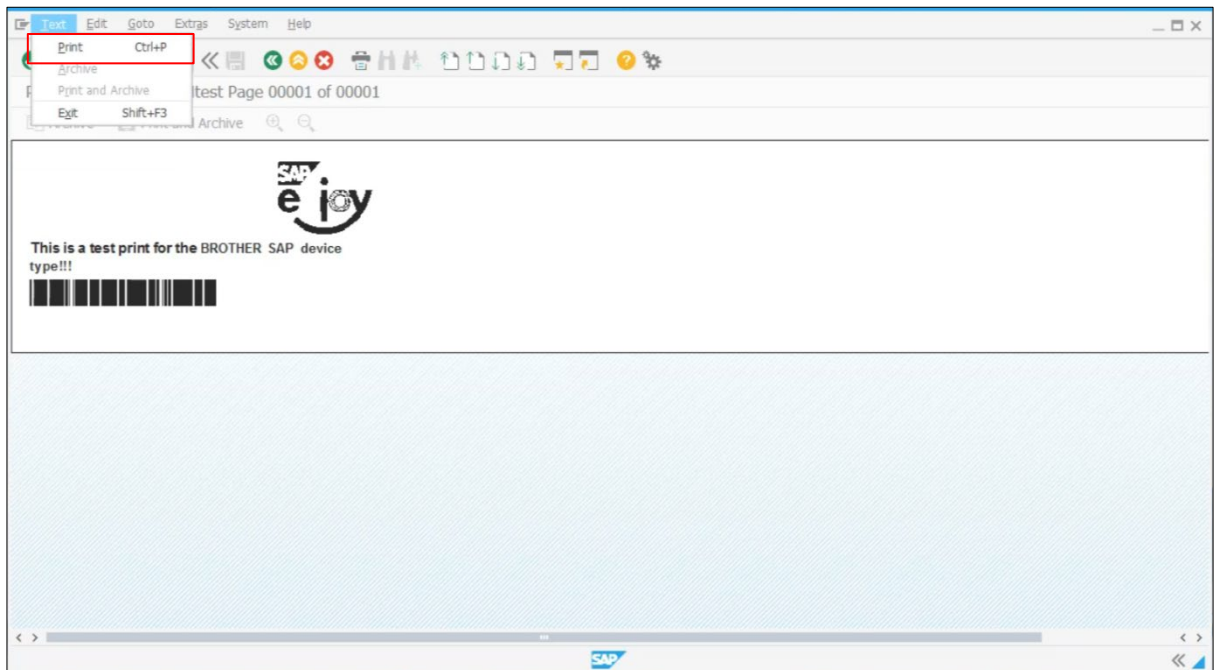 Text Edit Goto Extras System Help
Print Ctrl+P
Archive
Print and Archive
Exit Shift+F3
test Page 00001 of 00001
Archive
SAP
e joy
This is a test print for the BROTHER SAP device
type!!!
SAP